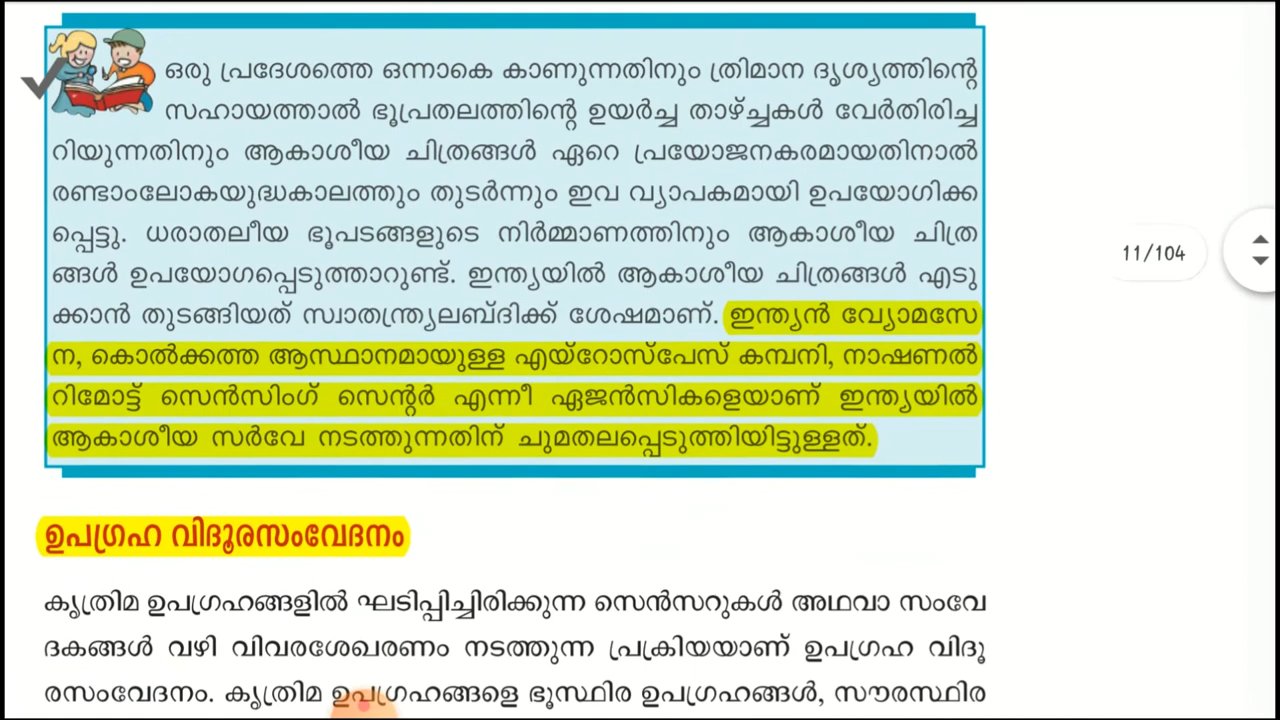 ഒരു പ്രദേശത്തെ ഒന്നാകെ കാണുന്നതിനും ത്രിമാന ദൃശ്യത്തിന്റെ
സഹായത്താൽ ഭൂപ്രതലത്തിന്റെ ഉയർച്ച താഴ്ച്ചകൾ വേർതിരിച്ച
റിയുന്നതിനും ആകാശീയ ചിത്രങ്ങൾ ഏറെ പ്രയോജനകരമായതിനാൽ
രണ്ടാംലോകയുദ്ധകാലത്തും തുടർന്നും ഇവ വ്യാപകമായി ഉപയോഗിക്ക
പ്പെട്ടു. ധരാതലീയ ഭൂപടങ്ങളുടെ നിർമ്മാണത്തിനും ആകാശീയ ചിത്ര
ങ്ങൾ ഉപയോഗപ്പെടുത്താറുണ്ട്. ഇന്ത്യയിൽ ആകാശീയ ചിത്രങ്ങൾ എടു
ക്കാൻ തുടങ്ങിയത് സ്വാതന്ത്ര്യലബ്ദിക്ക് ശേഷമാണ്. ഇന്ത്യൻ വ്യോമസേ
ന, കൊൽക്കത്ത ആസ്ഥാനമായുള്ള എയ്റോസ്പേസ് കമ്പനി, നാഷണൽ
റിമോട്ട് സെൻസിംഗ് സെന്റർ എന്നീ ഏജൻസികളെയാണ് ഇന്ത്യയിൽ
ആകാശീയ സർവേ നടത്തുന്നതിന് ചുമതലപ്പെടുത്തിയിട്ടുള്ളത്.
11/104
ഉപഗ്രഹ വിദൂരസംവേദനം
കൃത്രിമ ഉപഗ്രഹങ്ങളിൽ ഘടിപ്പിച്ചിരിക്കുന്ന സെൻസറുകൾ അഥവാ സംവേ
ദകങ്ങൾ വഴി വിവരശേഖരണം നടത്തുന്ന പ്രക്രിയയാണ് ഉപഗ്രഹ വിദൂ
രസംവേദനം. കൃത്രിമ ഉപഗ്രഹങ്ങളെ ഭൂസ്ഥിര ഉപഗ്രഹങ്ങൾ, സൗരസ്ഥിര